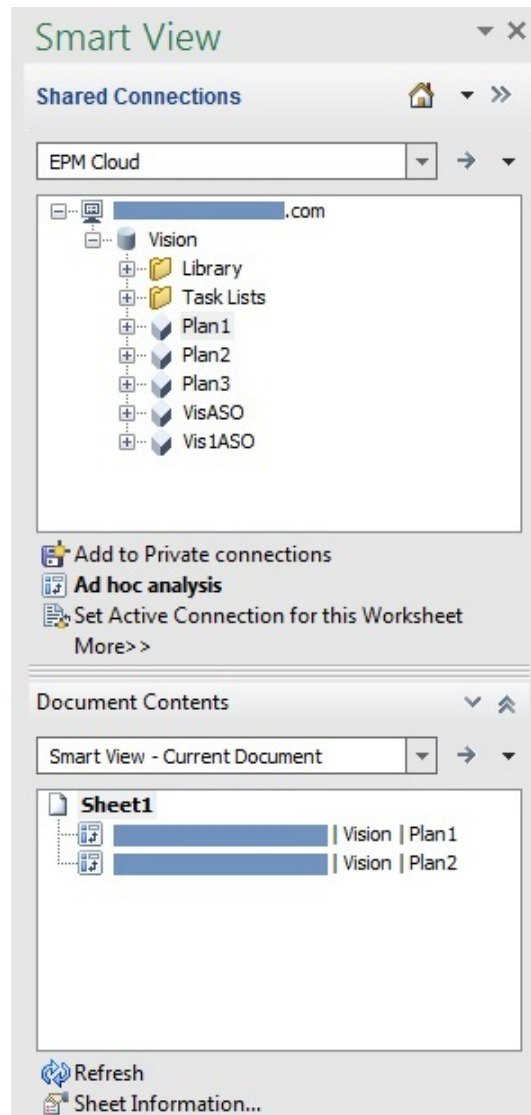 Smart View
Shared Connections
EPM Cloud
.com
Vision
Library
Task Lists
Plan1
Plan2
Plan3
VisASO
Vis1ASO
Add to Private connections
Ad hoc analysis
Set Active Connection for this Worksheet
More>>
Document Contents
Smart View - Current Document
Sheet1
| Vision | Plan1
| Vision | Plan2
Refresh
Sheet Information...